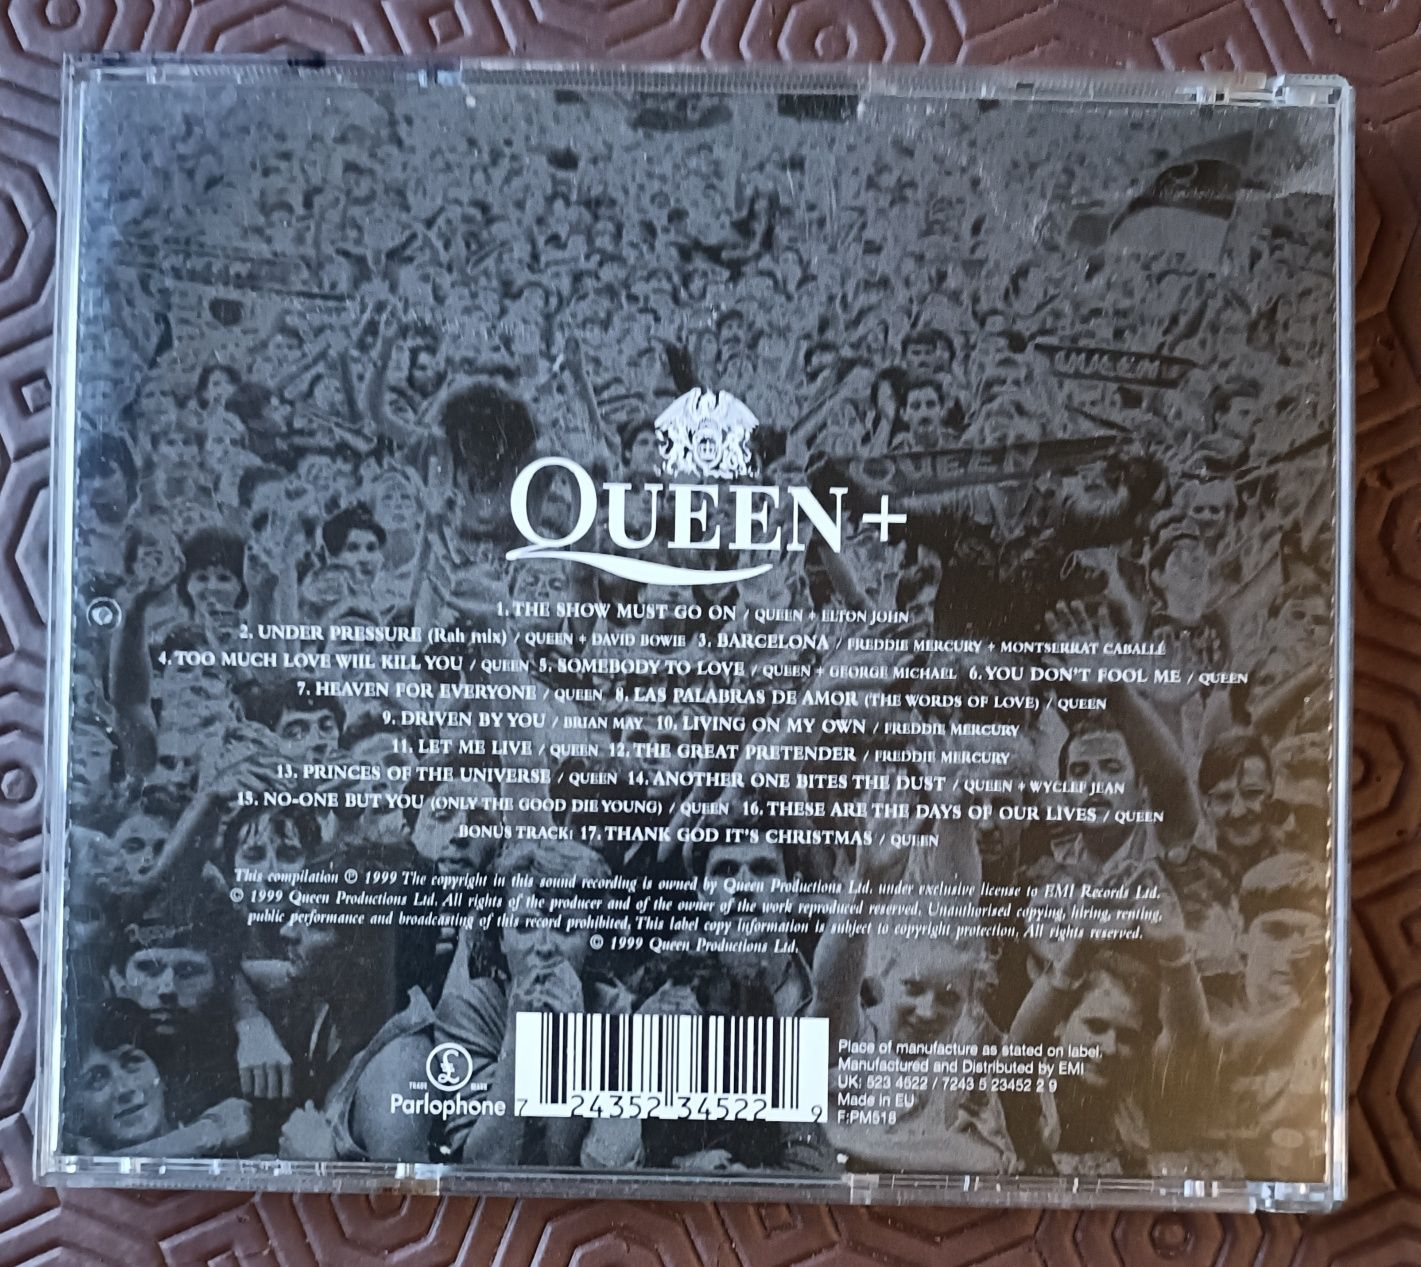 QUEEN
QUEEN
QUEEN +
1. THE SHOW MUST GO ON / QUEEN + ELTON JOHN
2. UNDER PRESSURE (Rah mix) / QUEEN + DAVID BOWIE 3. BARCELONA / FREDDIE MERCURY + MONTSERRAT CABALLÉ
4. TOO MUCH LOVE WIIL KILL YOU / QUEEN 5. SOMEBODY TO LOVE / QUEEN + GEORGE MICHAEL 6. YOU DON'T FOOL ME / QUEEN
7. HEAVEN FOR EVERYONE / QUEEN 8. LAS PALABRAS DE AMOR (THE WORDS OF LOVE) / QUEEN
9. DRIVEN BY YOU / BRIAN MAY 10. LIVING ON MY OWN / FREDDIE MERCURY
11. LET ME LIVE / QUEEN 12. THE GREAT PRETENDER / FREDDIE MERCURY
13. PRINCES OF THE UNIVERSE / QUEEN 14. ANOTHER ONE BITES THE DUST / QUEEN + WYCLEF JEAN
15. NO-ONE BUT YOU (ONLY THE GOOD DIE YOUNG) / QUEEN 16. THESE ARE THE DAYS OF OUR LIVES / QUEEN
BONUS TRACK: 17. THANK GOD IT'S CHRISTMAS / QUEEN
This compilation ℗ 1999 The copyright in this sound recording is owned by Queen Productions Ltd. under exclusive license to EMI Records Ltd.
© 1999 Queen Productions Ltd. All rights of the producer and of the owner of the work reproduced reserved. Unauthorised copying, hiring, renting,
public performance and broadcasting of this record prohibited. This label copy information is subject to copyright protection. All rights reserved.
© 1999 Queen Productions Ltd.
£
TRADE MARK
Parlophone
7 24352 34522 9
Place of manufacture as stated on label.
Manufactured and Distributed by EMI
UK: 523 4522 / 7243 5 23452 2 9
Made in EU
F:PM518